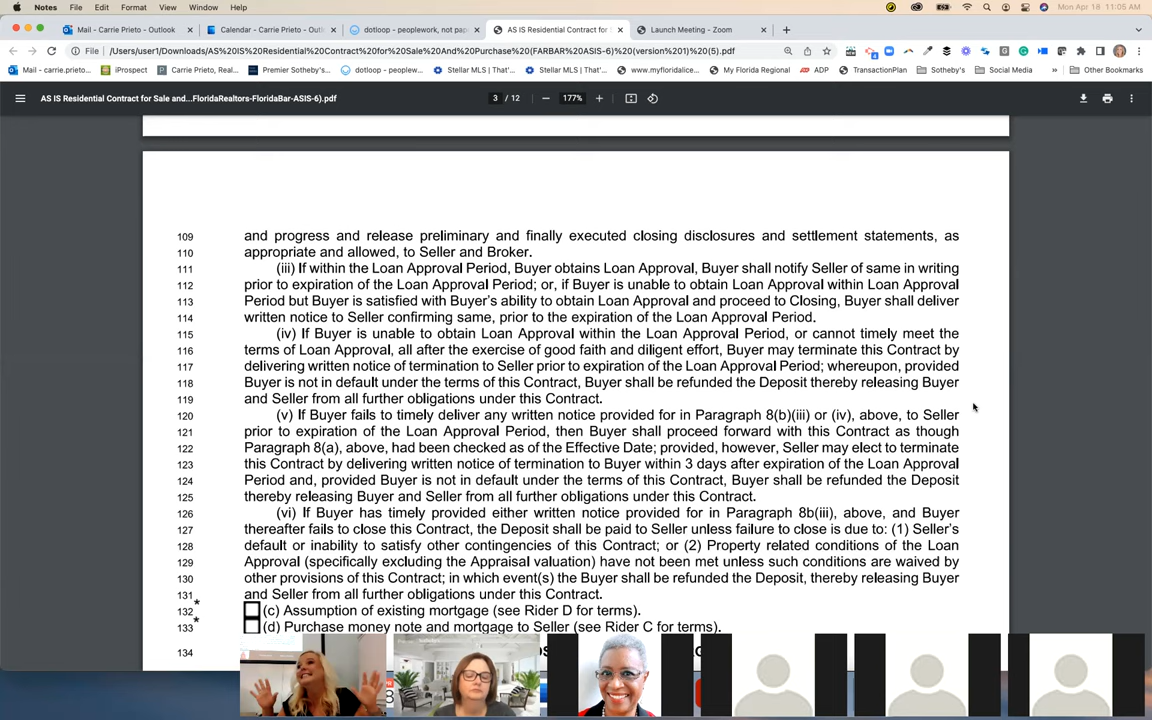 Notes File Edit View History Bookmarks Profiles Tab Window Help Mon Apr 18 11:05 AM
Mail - Carrie Prieto - Outlook Calendar - Carrie Prieto - Outl dotloop - peoplework, not pap AS IS Residential Contract for Launch Meeting - Zoom
File /Users/user1/Downloads/AS%20IS%20Residential%20Contract%20for%20Sale%20And%20Purchase%20(FARBAR%20ASIS-6)%20(version%201)%20(5).pdf
Mail - carrie.prieto... iProspect Carrie Prieto, Real... Premier Sotheby's... dotloop - peoplew... Stellar MLS | That'... Stellar MLS | That'... www.myfloridalice... My Florida Regional ADP TransactionPlan Sotheby's Social Media Other Bookmarks
AS IS Residential Contract for Sale and...FloridaRealtors-FloridaBar-ASIS-6).pdf 3 / 12 177%
109 and progress and release preliminary and finally executed closing disclosures and settlement statements, as
110 appropriate and allowed, to Seller and Broker.
111 (iii) If within the Loan Approval Period, Buyer obtains Loan Approval, Buyer shall notify Seller of same in writing
112 prior to expiration of the Loan Approval Period; or, if Buyer is unable to obtain Loan Approval within Loan Approval
113 Period but Buyer is satisfied with Buyer's ability to obtain Loan Approval and proceed to Closing, Buyer shall deliver
114 written notice to Seller confirming same, prior to the expiration of the Loan Approval Period.
115 (iv) If Buyer is unable to obtain Loan Approval within the Loan Approval Period, or cannot timely meet the
116 terms of Loan Approval, all after the exercise of good faith and diligent effort, Buyer may terminate this Contract by
117 delivering written notice of termination to Seller prior to expiration of the Loan Approval Period; whereupon, provided
118 Buyer is not in default under the terms of this Contract, Buyer shall be refunded the Deposit thereby releasing Buyer
119 and Seller from all further obligations under this Contract.
120 (v) If Buyer fails to timely deliver any written notice provided for in Paragraph 8(b)(iii) or (iv), above, to Seller
121 prior to expiration of the Loan Approval Period, then Buyer shall proceed forward with this Contract as though
122 Paragraph 8(a), above, had been checked as of the Effective Date; provided, however, Seller may elect to terminate
123 this Contract by delivering written notice of termination to Buyer within 3 days after expiration of the Loan Approval
124 Period and, provided Buyer is not in default under the terms of this Contract, Buyer shall be refunded the Deposit
125 thereby releasing Buyer and Seller from all further obligations under this Contract.
126 (vi) If Buyer has timely provided either written notice provided for in Paragraph 8b(iii), above, and Buyer
127 thereafter fails to close this Contract, the Deposit shall be paid to Seller unless failure to close is due to: (1) Seller's
128 default or inability to satisfy other contingencies of this Contract; or (2) Property related conditions of the Loan
129 Approval (specifically excluding the Appraisal valuation) have not been met unless such conditions are waived by
130 other provisions of this Contract; in which event(s) the Buyer shall be refunded the Deposit, thereby releasing Buyer
131 and Seller from all further obligations under this Contract.
132 * (c) Assumption of existing mortgage (see Rider D for terms).
133 * (d) Purchase money note and mortgage to Seller (see Rider C for terms).
134